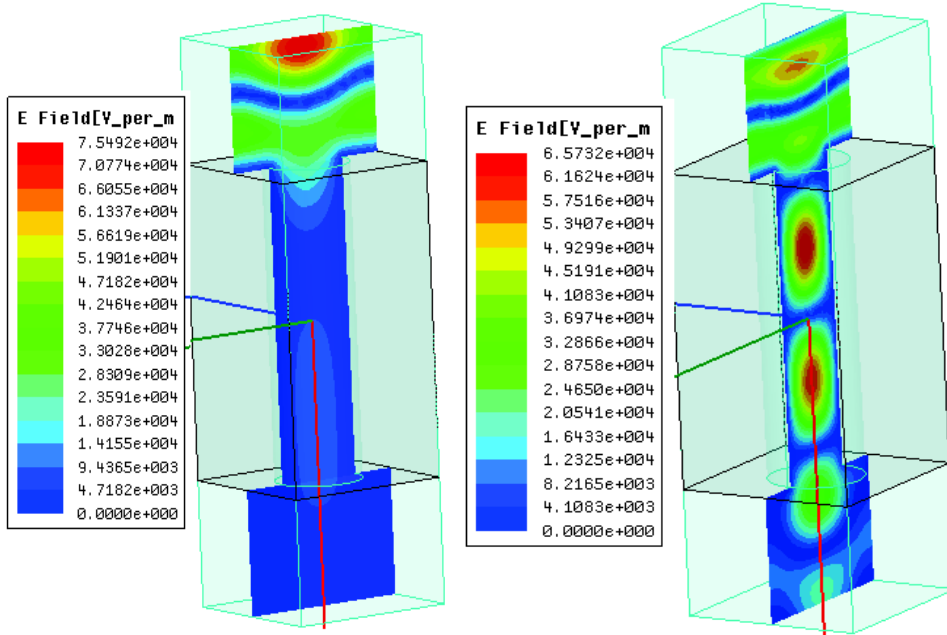 E Field[V_per_m
7.5492e+004
7.0774e+004
6.6055e+004
6.1337e+004
5.6619e+004
5.1901e+004
4.7182e+004
4.2464e+004
3.7746e+004
3.3028e+004
2.8309e+004
2.3591e+004
1.8873e+004
1.4155e+004
9.4365e+003
4.7182e+003
0.0000e+000
E Field[V_per_m
6.5732e+004
6.1624e+004
5.7516e+004
5.3407e+004
4.9299e+004
4.5191e+004
4.1083e+004
3.6974e+004
3.2866e+004
2.8758e+004
2.4650e+004
2.0541e+004
1.6433e+004
1.2325e+004
8.2165e+003
4.1083e+003
0.0000e+000